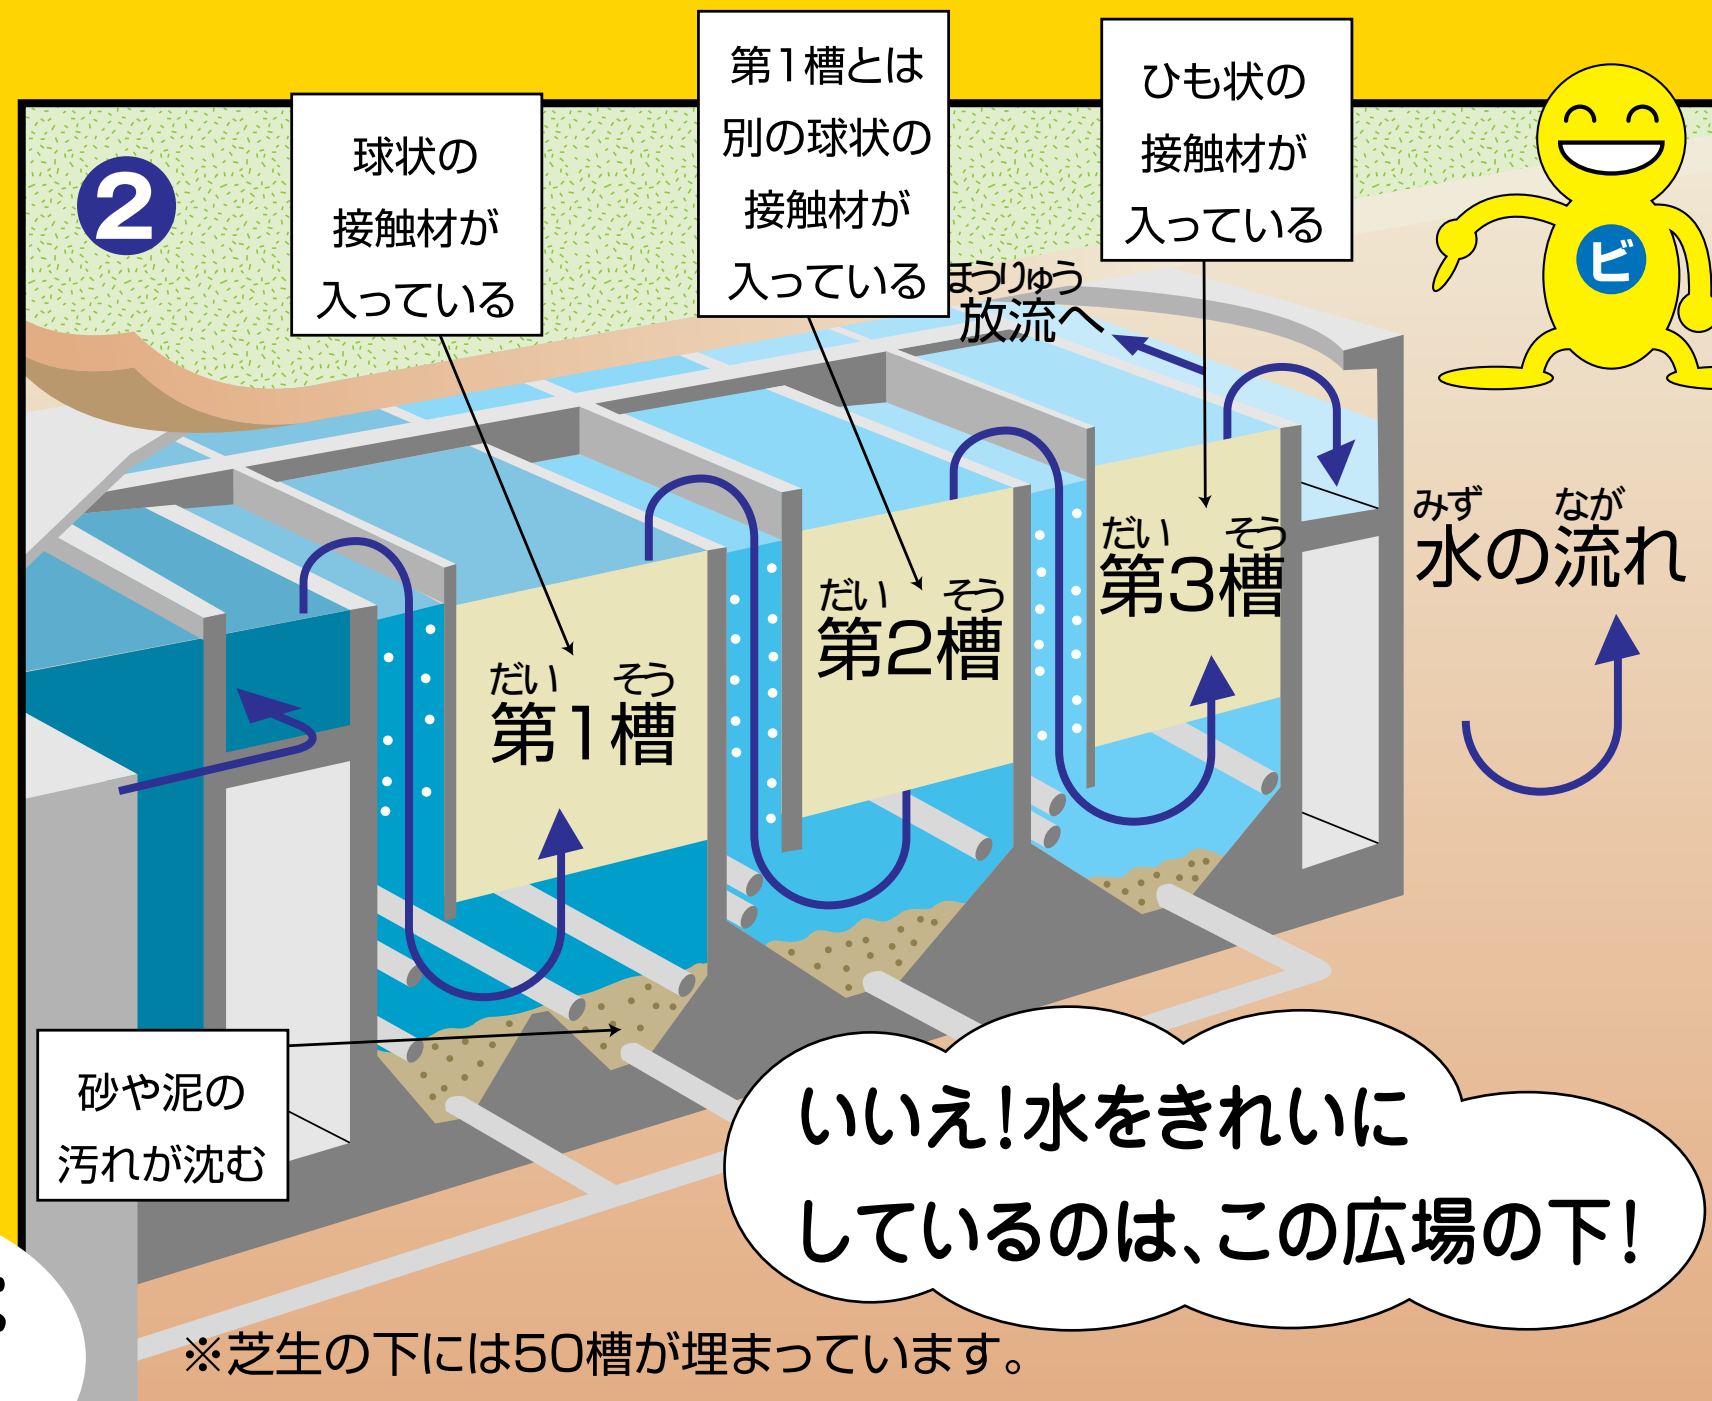 2
球状の
接触材が
入っている
第1槽とは
別の球状の
接触材が
入っている
ひも状の
接触材が
入っている
ほうりゅう
放流へ
ビ
みず なが
水の流れ
だい そう
第1槽
だい そう
第2槽
だい そう
第3槽
砂や泥の
汚れが沈む
いいえ!水をきれいに
しているのは、この広場の下!
※芝生の下には50槽が埋まっています。